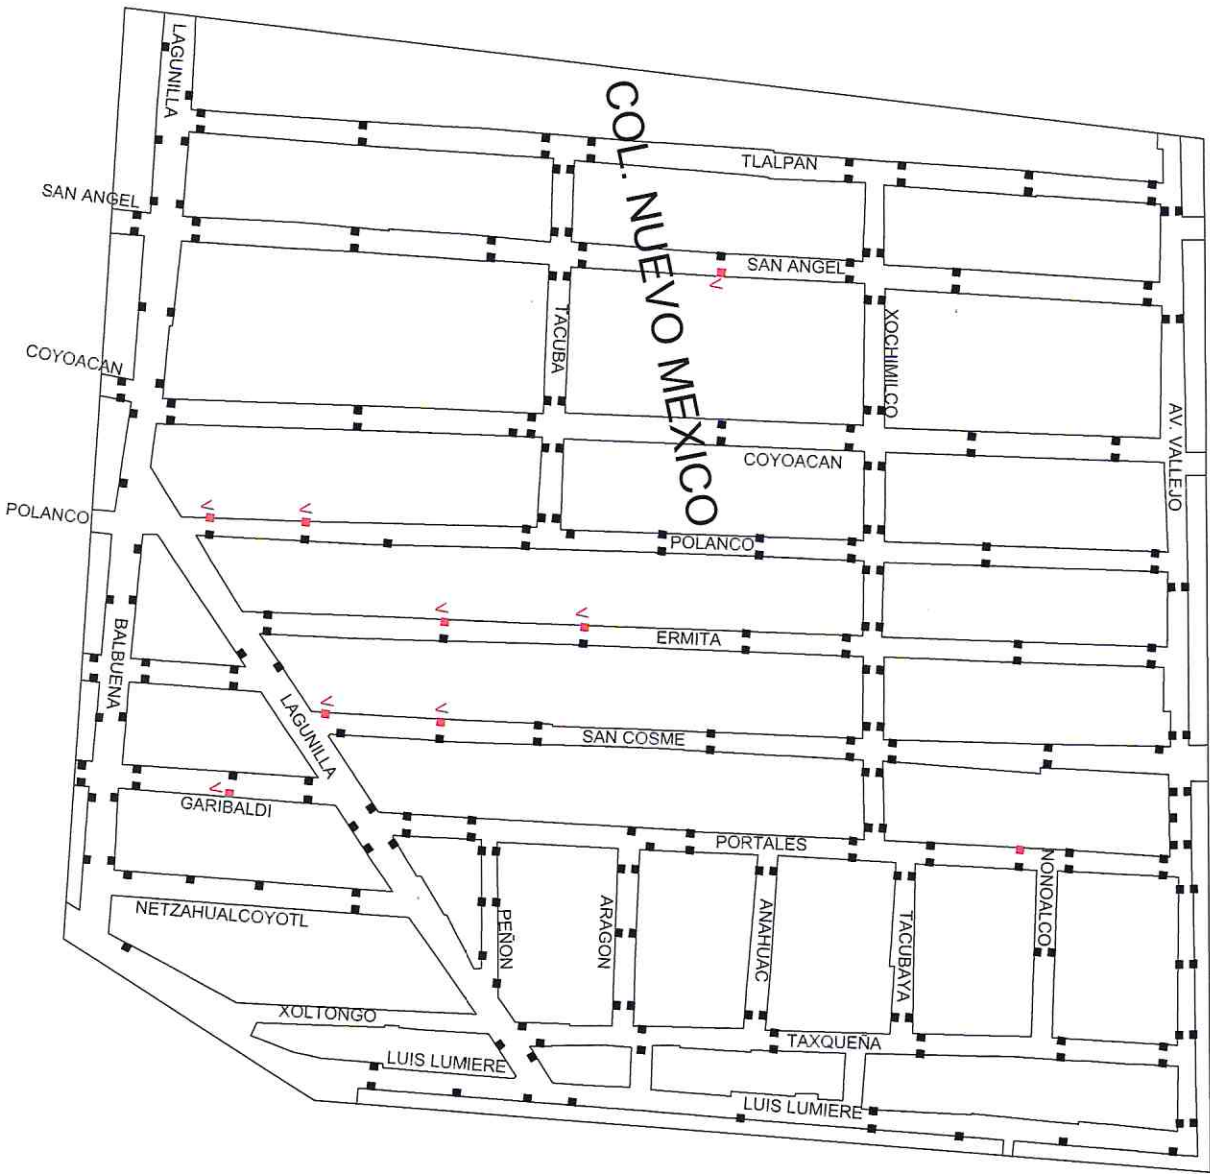 LAGUNILLA
COL. NUEVO MEXICO
TLALPAN
SAN ANGEL
SAN ANGEL
TACUBA
XOCHIMILCO
COYOACAN
AV. VALLEJO
COYOACAN
POLANCO
POLANCO
BALBUENA
ERMITA
LAGUNILLA
SAN COSME
GARIBALDI
PORTALES
NONOALCO
NETZAHUALCOYOTL
PEÑON
ARAGON
ANAHUAC
TACUBAYA
XOLTONGO
TAXQUEÑA
LUIS LUMIERE
LUIS LUMIERE